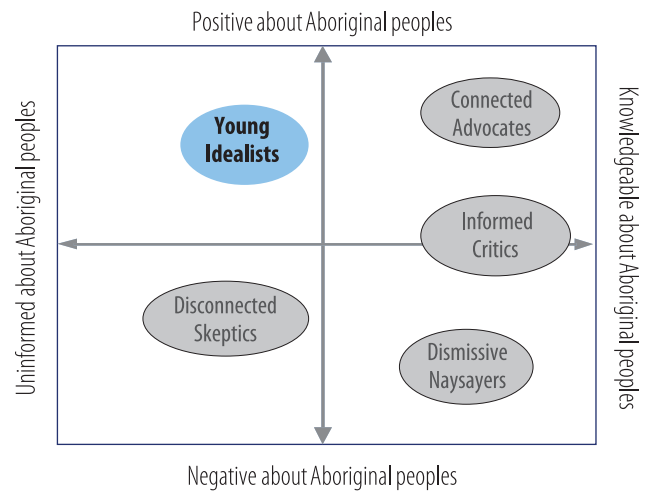 Positive about Aboriginal peoples
Uninformed about Aboriginal peoples
Young
Idealists
Connected
Advocates
Informed
Critics
Disconnected
Skeptics
Dismissive
Naysayers
Knowledgeable about Aboriginal peoples
Negative about Aboriginal peoples